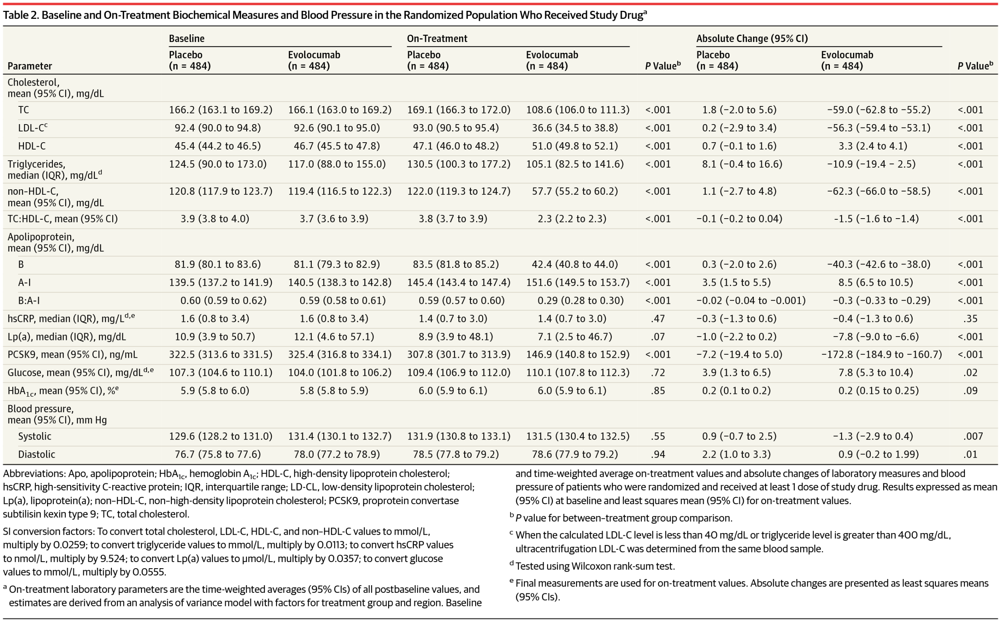 Table 2. Baseline and On-Treatment Biochemical Measures and Blood Pressure in the Randomized Population Who Received Study Drugᵃ
Baseline On-Treatment Absolute Change (95% CI)
Parameter Placebo (n = 484) Evolocumab (n = 484) Placebo (n = 484) Evolocumab (n = 484) P Valueᵇ Placebo (n = 484) Evolocumab (n = 484) P Valueᵇ
Cholesterol,
mean (95% CI), mg/dL
TC 166.2 (163.1 to 169.2) 166.1 (163.0 to 169.2) 169.1 (166.3 to 172.0) 108.6 (106.0 to 111.3) <.001 1.8 (−2.0 to 5.6) −59.0 (−62.8 to −55.2) <.001
LDL-Cᶜ 92.4 (90.0 to 94.8) 92.6 (90.1 to 95.0) 93.0 (90.5 to 95.4) 36.6 (34.5 to 38.8) <.001 0.2 (−2.9 to 3.4) −56.3 (−59.4 to −53.1) <.001
HDL-C 45.4 (44.2 to 46.5) 46.7 (45.5 to 47.8) 47.1 (46.0 to 48.2) 51.0 (49.8 to 52.1) <.001 0.7 (−0.1 to 1.6) 3.3 (2.4 to 4.1) <.001
Triglycerides,
median (IQR), mg/dLᵈ 124.5 (90.0 to 173.0) 117.0 (88.0 to 155.0) 130.5 (100.3 to 177.2) 105.1 (82.5 to 141.6) <.001 8.1 (−0.4 to 16.6) −10.9 (−19.4 − 2.5) <.001
non–HDL-C,
mean (95% CI), mg/dL 120.8 (117.9 to 123.7) 119.4 (116.5 to 122.3) 122.0 (119.3 to 124.7) 57.7 (55.2 to 60.2) <.001 1.1 (−2.7 to 4.8) −62.3 (−66.0 to −58.5) <.001
TC:HDL-C, mean (95% CI) 3.9 (3.8 to 4.0) 3.7 (3.6 to 3.9) 3.8 (3.7 to 3.9) 2.3 (2.2 to 2.3) <.001 −0.1 (−0.2 to 0.04) -1.5 (−1.6 to −1.4) <.001
Apolipoprotein,
mean (95% CI), mg/dL
B 81.9 (80.1 to 83.6) 81.1 (79.3 to 82.9) 83.5 (81.8 to 85.2) 42.4 (40.8 to 44.0) <.001 0.3 (−2.0 to 2.6) −40.3 (−42.6 to −38.0) <.001
A-I 139.5 (137.2 to 141.9) 140.5 (138.3 to 142.8) 145.4 (143.4 to 147.4) 151.6 (149.5 to 153.7) <.001 3.5 (1.5 to 5.5) 8.5 (6.5 to 10.5) <.001
B:A-I 0.60 (0.59 to 0.62) 0.59 (0.58 to 0.61) 0.59 (0.57 to 0.60) 0.29 (0.28 to 0.30) <.001 −0.02 (−0.04 to −0.001) −0.3 (−0.33 to −0.29) <.001
hsCRP, median (IQR), mg/Lᵈ,ᵉ 1.6 (0.8 to 3.4) 1.6 (0.8 to 3.4) 1.4 (0.7 to 3.0) 1.4 (0.7 to 3.0) .47 −0.3 (−1.3 to 0.6) −0.4 (−1.3 to 0.6) .35
Lp(a), median (IQR), mg/dL 10.9 (3.9 to 50.7) 12.1 (4.6 to 57.1) 8.9 (3.9 to 48.1) 7.1 (2.5 to 46.7) .07 −1.0 (−2.2 to 0.2) −7.8 (−9.0 to −6.6) <.001
PCSK9, mean (95% CI), ng/mL 322.5 (313.6 to 331.5) 325.4 (316.8 to 334.1) 307.8 (301.7 to 313.9) 146.9 (140.8 to 152.9) <.001 −7.2 (−19.4 to 5.0) −172.8 (−184.9 to −160.7) <.001
Glucose, mean (95% CI), mg/dLᵈ,ᵉ 107.3 (104.6 to 110.1) 104.0 (101.8 to 106.2) 109.4 (106.9 to 112.0) 110.1 (107.8 to 112.3) .72 3.9 (1.3 to 6.5) 7.8 (5.3 to 10.4) .02
HbA₁c, mean (95% CI), %ᵉ 5.9 (5.8 to 6.0) 5.8 (5.8 to 5.9) 6.0 (5.9 to 6.1) 6.0 (5.9 to 6.1) .85 0.2 (0.1 to 0.2) 0.2 (0.15 to 0.25) .09
Blood pressure,
mean (95% CI), mm Hg
Systolic 129.6 (128.2 to 131.0) 131.4 (130.1 to 132.7) 131.9 (130.8 to 133.1) 131.5 (130.4 to 132.5) .55 0.9 (−0.7 to 2.5) −1.3 (−2.9 to 0.4) .007
Diastolic 76.7 (75.8 to 77.6) 78.0 (77.2 to 78.9) 78.5 (77.8 to 79.2) 78.6 (77.9 to 79.2) .94 2.2 (1.0 to 3.3) 0.9 (−0.2 to 1.99) .01
Abbreviations: Apo, apolipoprotein; HbA₁c, hemoglobin A₁c; HDL-C, high-density lipoprotein cholesterol;
hsCRP, high-sensitivity C-reactive protein; IQR, interquartile range; LD-CL, low-density lipoprotein cholesterol;
Lp(a), lipoprotein(a); non–HDL-C, non–high-density lipoprotein cholesterol; PCSK9, proprotein convertase
subtilisin kexin type 9; TC, total cholesterol.
SI conversion factors: To convert total cholesterol, LDL-C, HDL-C, and non–HDL-C values to mmol/L,
multiply by 0.0259; to convert triglyceride values to mmol/L, multiply by 0.0113; to convert hsCRP values
to nmol/L, multiply by 9.524; to convert Lp(a) values to μmol/L, multiply by 0.0357; to convert glucose
values to mmol/L, multiply by 0.0555.
ᵃ On-treatment laboratory parameters are the time-weighted averages (95% CIs) of all postbaseline values, and
estimates are derived from an analysis of variance model with factors for treatment group and region. Baseline
and time-weighted average on-treatment values and absolute changes of laboratory measures and blood
pressure of patients who were randomized and received at least 1 dose of study drug. Results expressed as mean
(95% CI) at baseline and least squares mean (95% CI) for on-treatment values.
ᵇ P value for between–treatment group comparison.
ᶜ When the calculated LDL-C level is less than 40 mg/dL or triglyceride level is greater than 400 mg/dL,
ultracentrifugation LDL-C was determined from the same blood sample.
ᵈ Tested using Wilcoxon rank-sum test.
ᵉ Final measurements are used for on-treatment values. Absolute changes are presented as least squares means
(95% CIs).